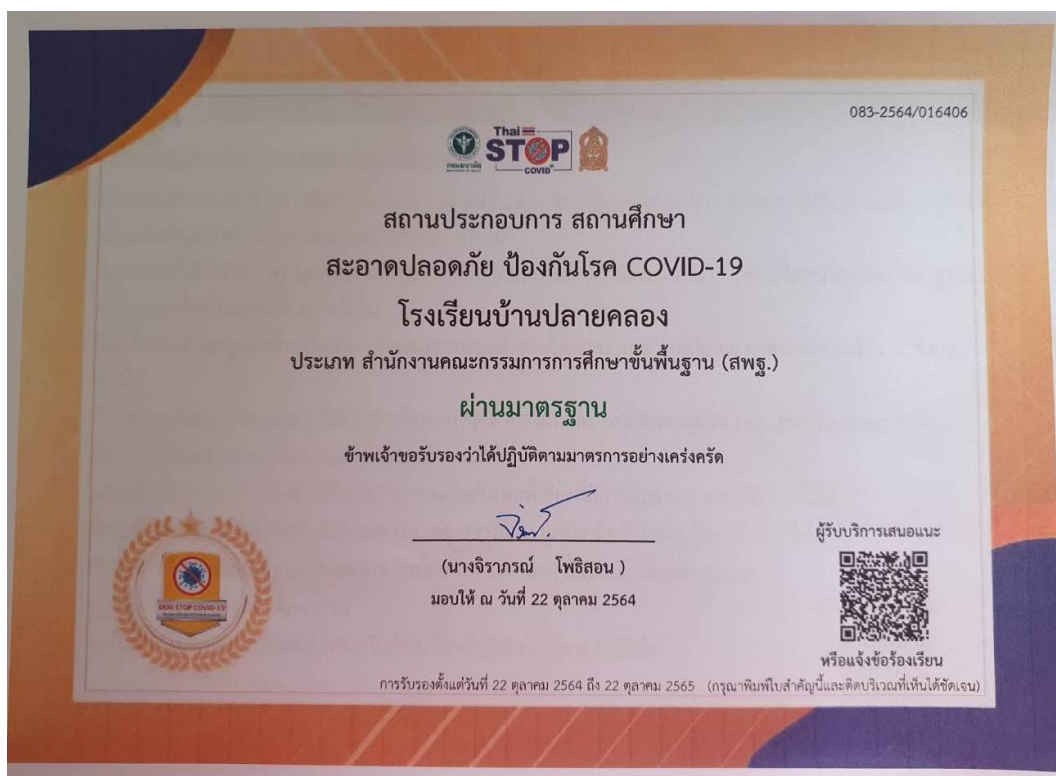 083-2564/016406
กรมอนามัย
Thai
STOP
COVID
สถานประกอบการ สถานศึกษา
สะอาดปลอดภัย ป้องกันโรค COVID-19
โรงเรียนบ้านปลายคลอง
ประเภท สำนักงานคณะกรรมการการศึกษาขั้นพื้นฐาน (สพฐ.)
ผ่านมาตรฐาน
ข้าพเจ้าขอรับรองว่าได้ปฏิบัติตามมาตรการอย่างเคร่งครัด
(นางจิราภรณ์ โพธิสอน )
มอบให้ ณ วันที่ 22 ตุลาคม 2564
ผู้รับบริการเสนอแนะ
หรือแจ้งข้อร้องเรียน
STOP COVID-19
การรับรองตั้งแต่วันที่ 22 ตุลาคม 2564 ถึง 22 ตุลาคม 2565 (กรุณาพิมพ์ใบสำคัญนี้และติดบริเวณที่เห็นได้ชัดเจน)